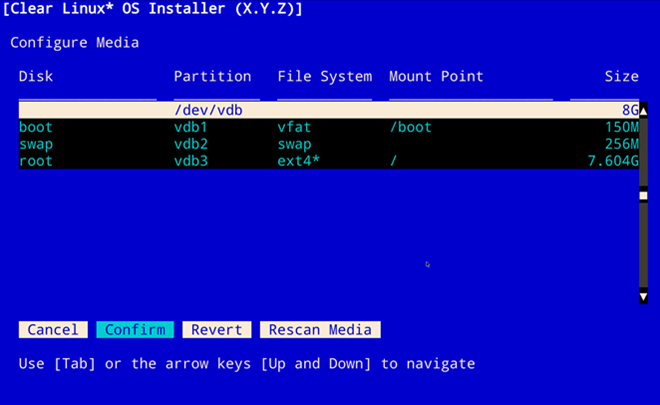 [Clear Linux* OS Installer (X.Y.Z)]
Configure Media
Disk Partition File System Mount Point Size
/dev/vdb 8G
boot vdb1 vfat /boot 150M
swap vdb2 swap 256M
root vdb3 ext4* / 7.604G
Cancel Confirm Revert Rescan Media
Use [Tab] or the arrow keys [Up and Down] to navigate